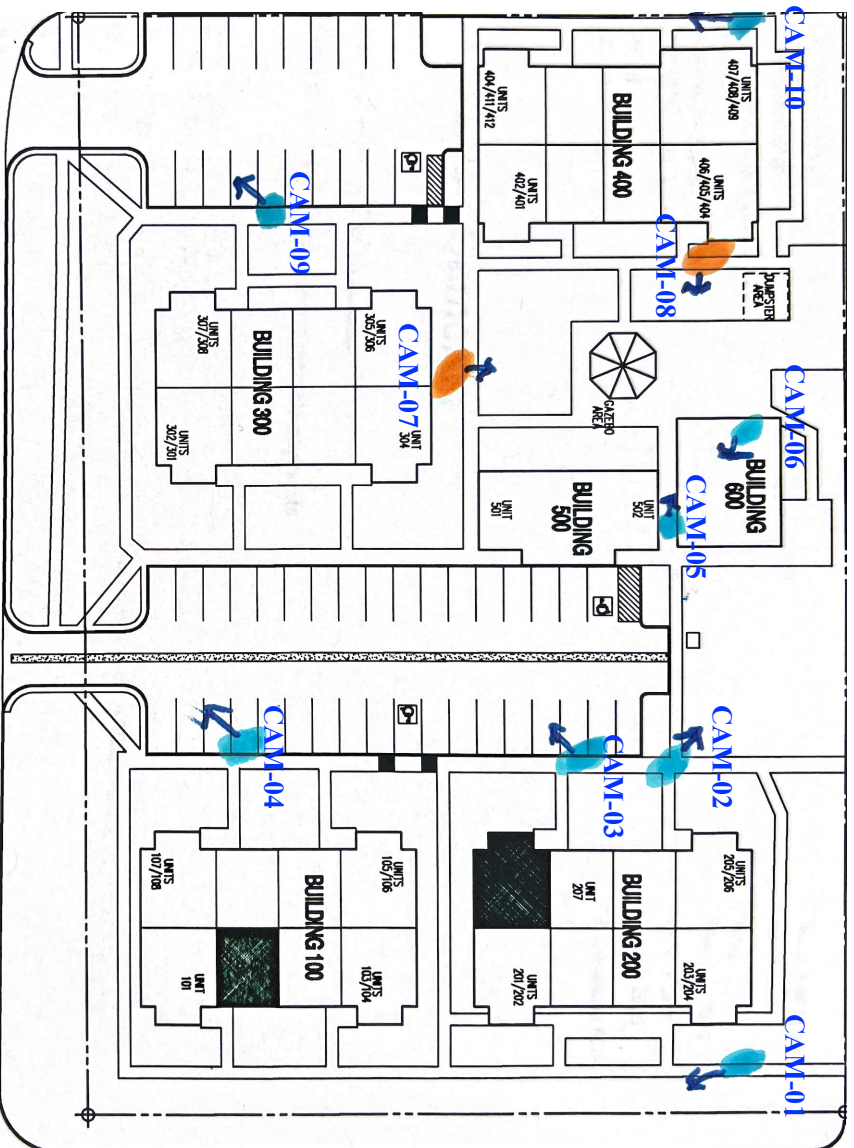 CAM-10
CAM-06
CAM-01
UNITS
407/408/409
UNITS
406/405/404
DUMPSTER
AREA
BUILDING
600
CAM-02
UNITS
205/206
UNITS
203/204
CAM-08
CAM-05
BUILDING 400
GAZEBO
AREA
UNIT
502
BUILDING
500
CAM-03
BUILDING 200
UNIT
207
UNITS
404/411/412
UNITS
402/401
UNIT
501
UNITS
201/202
CAM-07
UNITS
305/306
UNIT
304
UNITS
105/106
UNITS
103/104
CAM-09
BUILDING 300
CAM-04
BUILDING 100
UNITS
307/308
UNITS
302/301
UNITS
107/108
UNIT
101